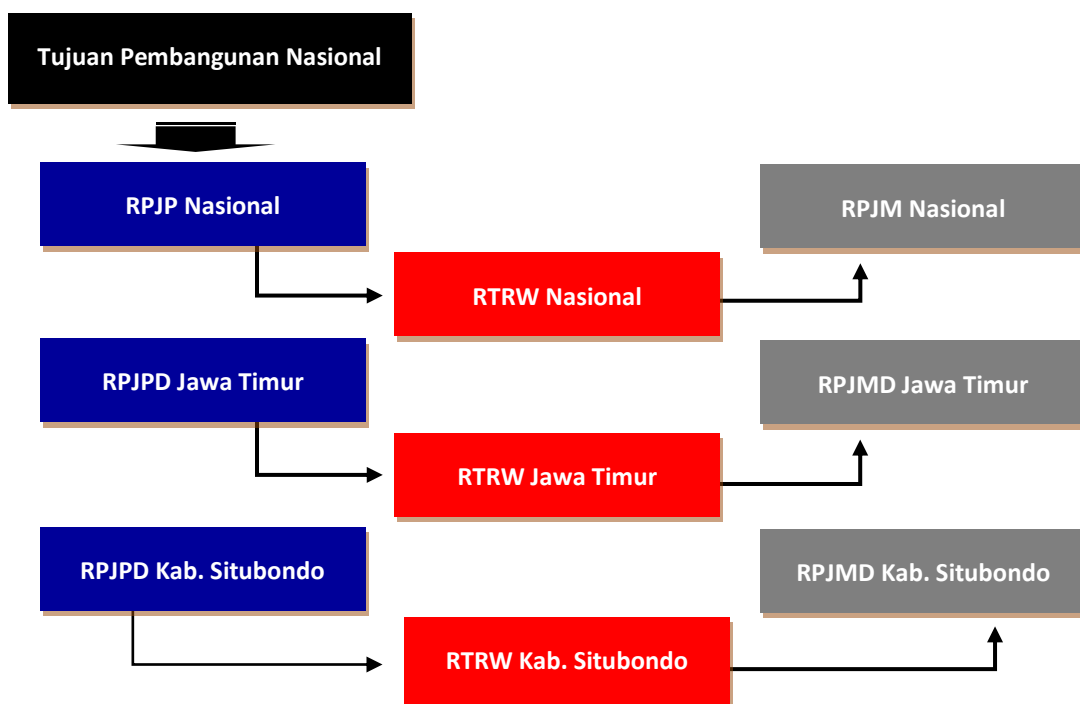 Tujuan Pembangunan Nasional
RPJP Nasional
RPJM Nasional
RTRW Nasional
RPJPD Jawa Timur
RPJMD Jawa Timur
RTRW Jawa Timur
RPJPD Kab. Situbondo
RPJMD Kab. Situbondo
RTRW Kab. Situbondo